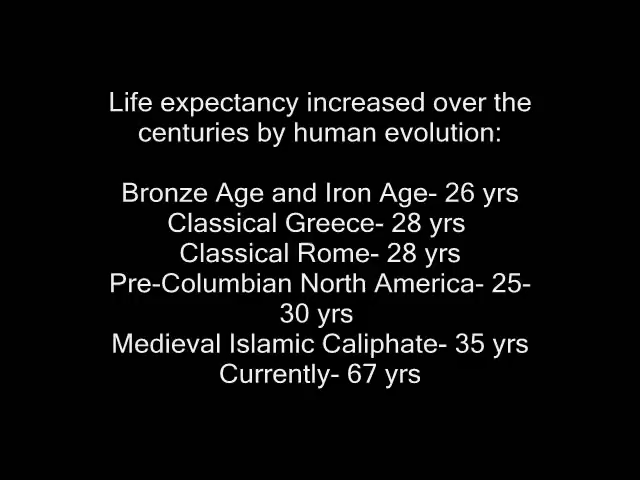 Life expectancy increased over the
centuries by human evolution:
Bronze Age and Iron Age- 26 yrs
Classical Greece- 28 yrs
Classical Rome- 28 yrs
Pre-Columbian North America- 25-
30 yrs
Medieval Islamic Caliphate- 35 yrs
Currently- 67 yrs